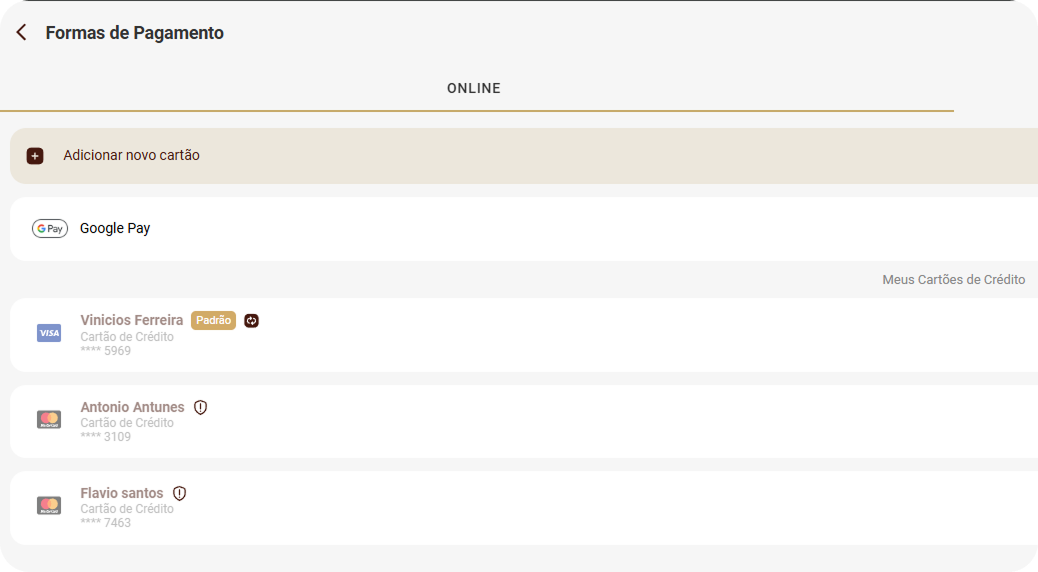 Formas de Pagamento
ONLINE
Adicionar novo cartão
G Pay Google Pay
Meus Cartões de Crédito
Vinicios Ferreira Padrão
VISA
Cartão de Crédito
**** 5969
Antonio Antunes
Cartão de Crédito
**** 3109
Flavio santos
Cartão de Crédito
**** 7463